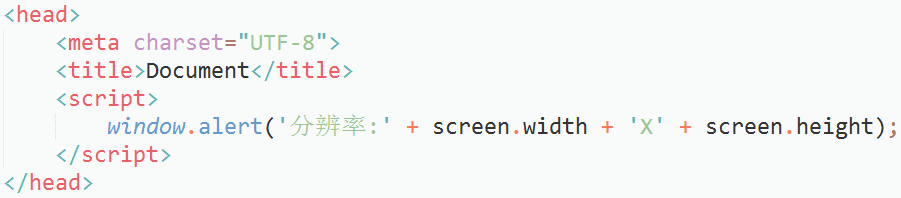 <head>
    <meta charset="UTF-8">
    <title>Document</title>
    <script>
        window.alert('分辨率:' + screen.width + 'X' + screen.height);
    </script>
</head>